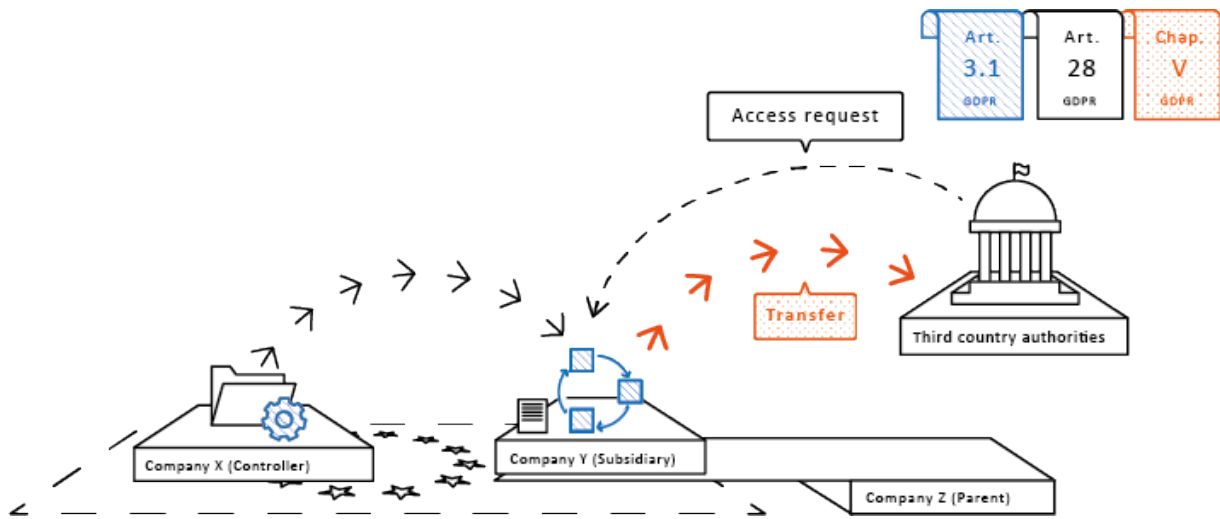 Art.
3.1
GDPR
Art.
28
GDPR
Chap.
V
GDPR
Access request
Transfer
Third country authorities
Company X (Controller)
Company Y (Subsidiary)
Company Z (Parent)